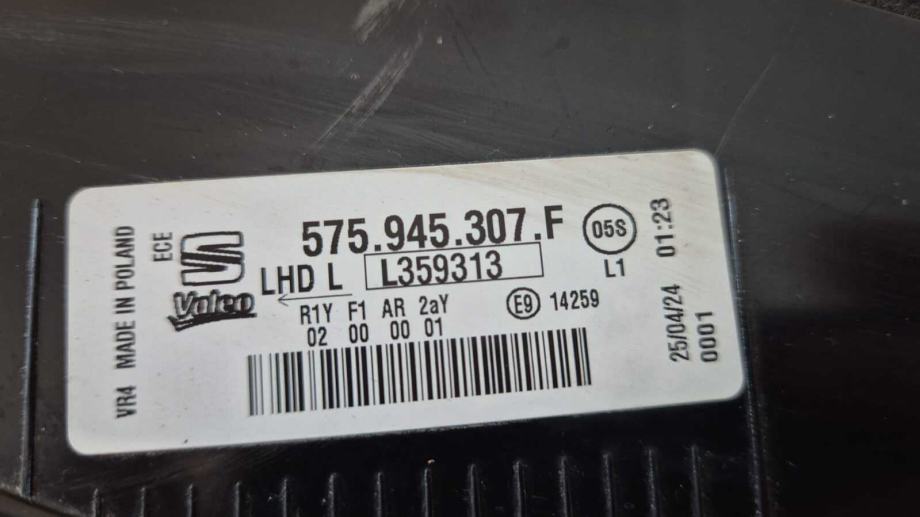 VR4 MADE IN POLAND
ECE
Valeo
575.945.307.F
LHD L
L359313
05S
L1
R1Y F1 AR 2aY
02 00 00 01
E9 14259
25/04/24 01:23
0001